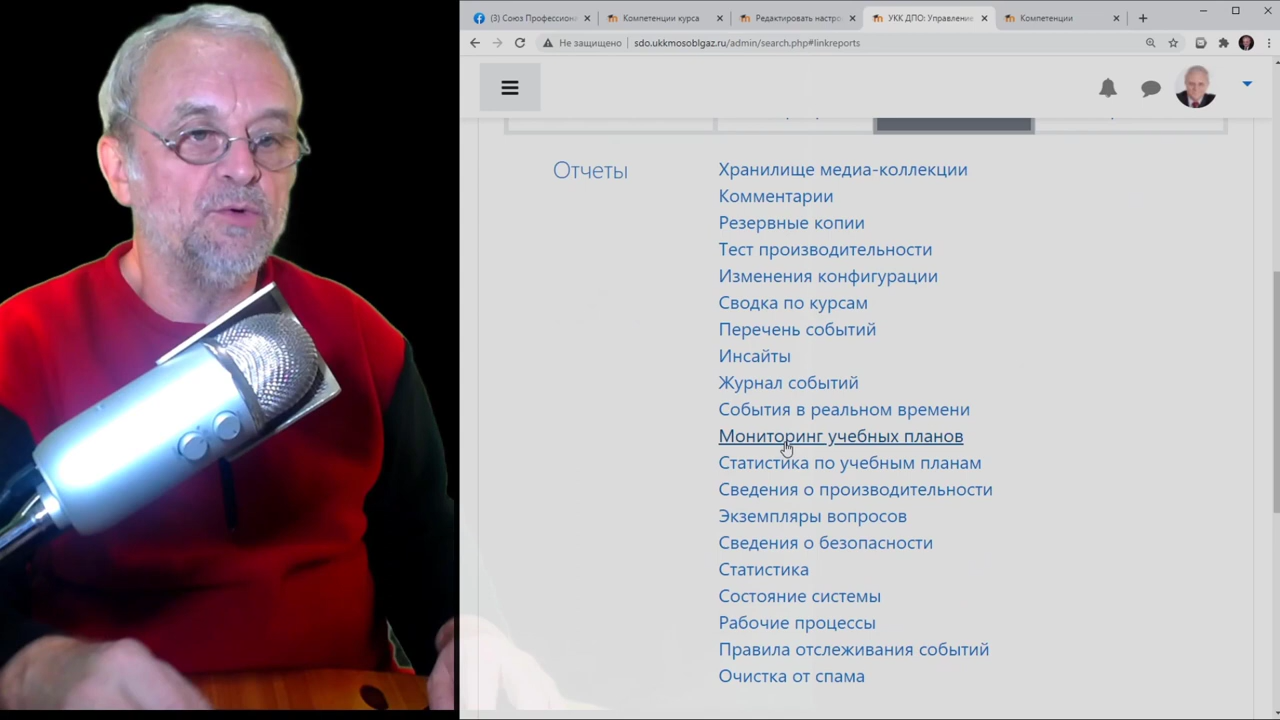 (3) Союз Профессиона
Компетенции курса
Редактировать настро
УКК ДПО: Управление
Компетенции
Не защищено
sdo.ukkmosoblgaz.ru/admin/search.php#linkreports
Отчеты
Хранилище медиа-коллекции
Комментарии
Резервные копии
Тест производительности
Изменения конфигурации
Сводка по курсам
Перечень событий
Инсайты
Журнал событий
События в реальном времени
Мониторинг учебных планов
Статистика по учебным планам
Сведения о производительности
Экземпляры вопросов
Сведения о безопасности
Статистика
Состояние системы
Рабочие процессы
Правила отслеживания событий
Очистка от спама